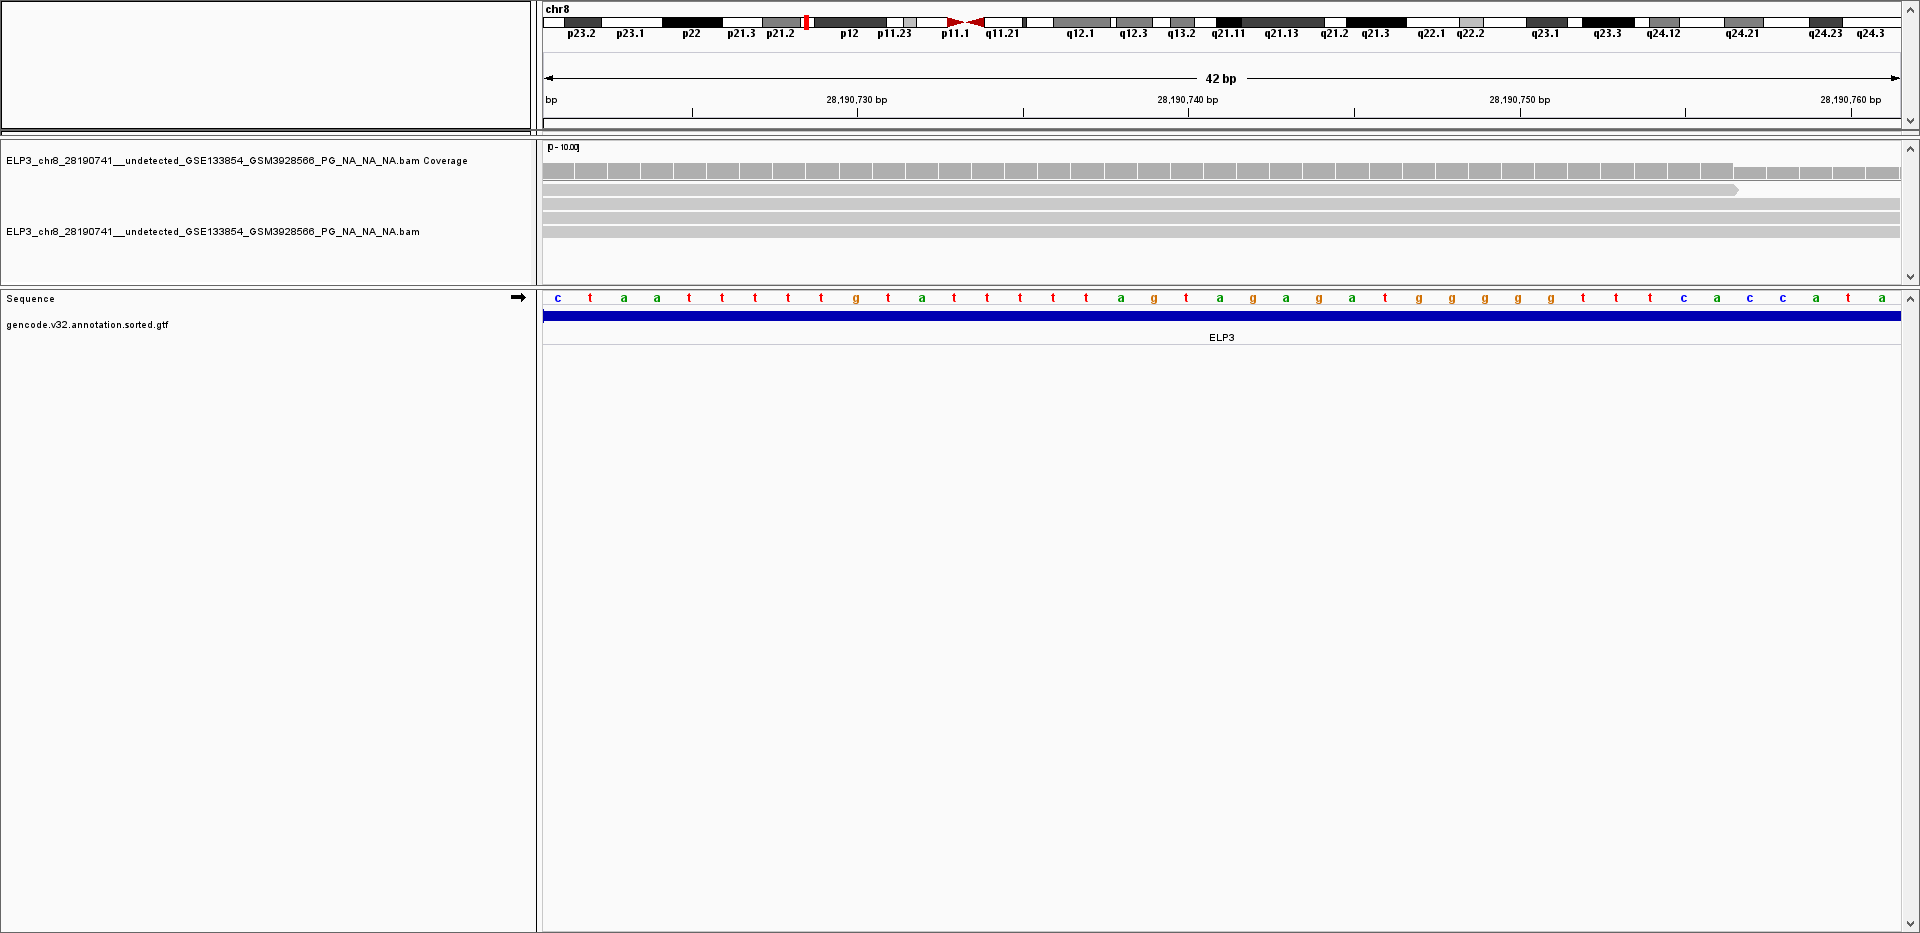 chr8
p23.2 p23.1 p22 p21.3 p21.2 p12 p11.23 p11.1 q11.21 q12.1 q12.3 q13.2 q21.11 q21.13 q21.2 q21.3 q22.1 q22.2 q23.1 q23.3 q24.12 q24.21 q24.23 q24.3
42 bp
bp 28,190,730 bp 28,190,740 bp 28,190,750 bp 28,190,760 bp
[0 - 10.00]
ELP3_chr8_28190741__undetected_GSE133854_GSM3928566_PG_NA_NA_NA.bam Coverage
ELP3_chr8_28190741__undetected_GSE133854_GSM3928566_PG_NA_NA_NA.bam
Sequence c t a a t t t t t g t a t t t t t a g t a g a g a t g g g g g t t t c a c c a t a
gencode.v32.annotation.sorted.gtf
ELP3